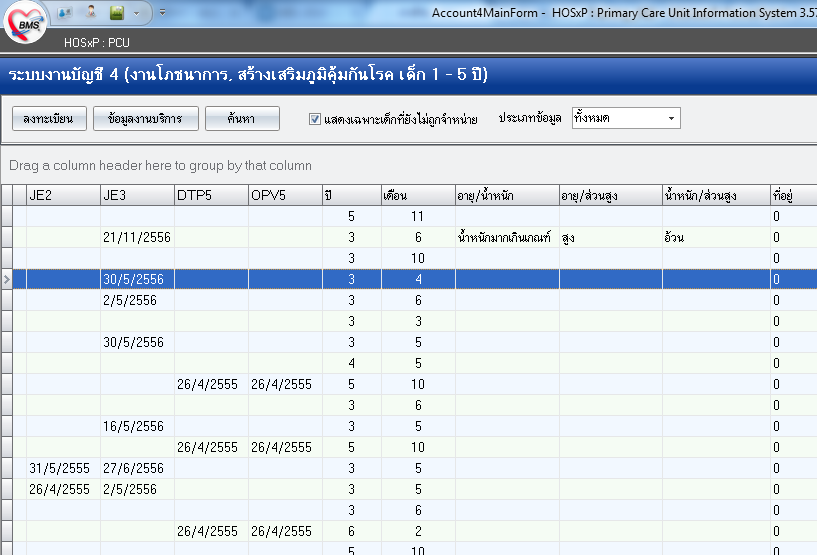 BMS
Account4MainForm - HOSxP : Primary Care Unit Information System 3.57
HOSxP : PCU
ระบบงานบัญชี 4 (งานโภชนาการ, สร้างเสริมภูมิคุ้มกันโรค เด็ก 1 - 5 ปี)
ลงทะเบียน ข้อมูลงานบริการ ค้นหา แสดงเฉพาะเด็กที่ยังไม่ถูกจำหน่าย ประเภทข้อมูล ทั้งหมด
Drag a column header here to group by that column
JE2 JE3 DTP5 OPV5 ปี เดือน อายุ/น้ำหนัก อายุ/ส่วนสูง น้ำหนัก/ส่วนสูง ที่อยู่
5 11 0
21/11/2556 3 6 น้ำหนักมากเกินเกณฑ์ สูง อ้วน 0
3 10 0
30/5/2556 3 4 0
2/5/2556 3 6 0
3 3 0
30/5/2556 3 5 0
4 5 0
26/4/2555 26/4/2555 5 10 0
3 6 0
16/5/2556 3 5 0
26/4/2555 26/4/2555 5 10 0
31/5/2555 27/6/2556 3 5 0
26/4/2555 2/5/2556 3 5 0
3 6 0
26/4/2555 26/4/2555 6 2 0
5 10 0